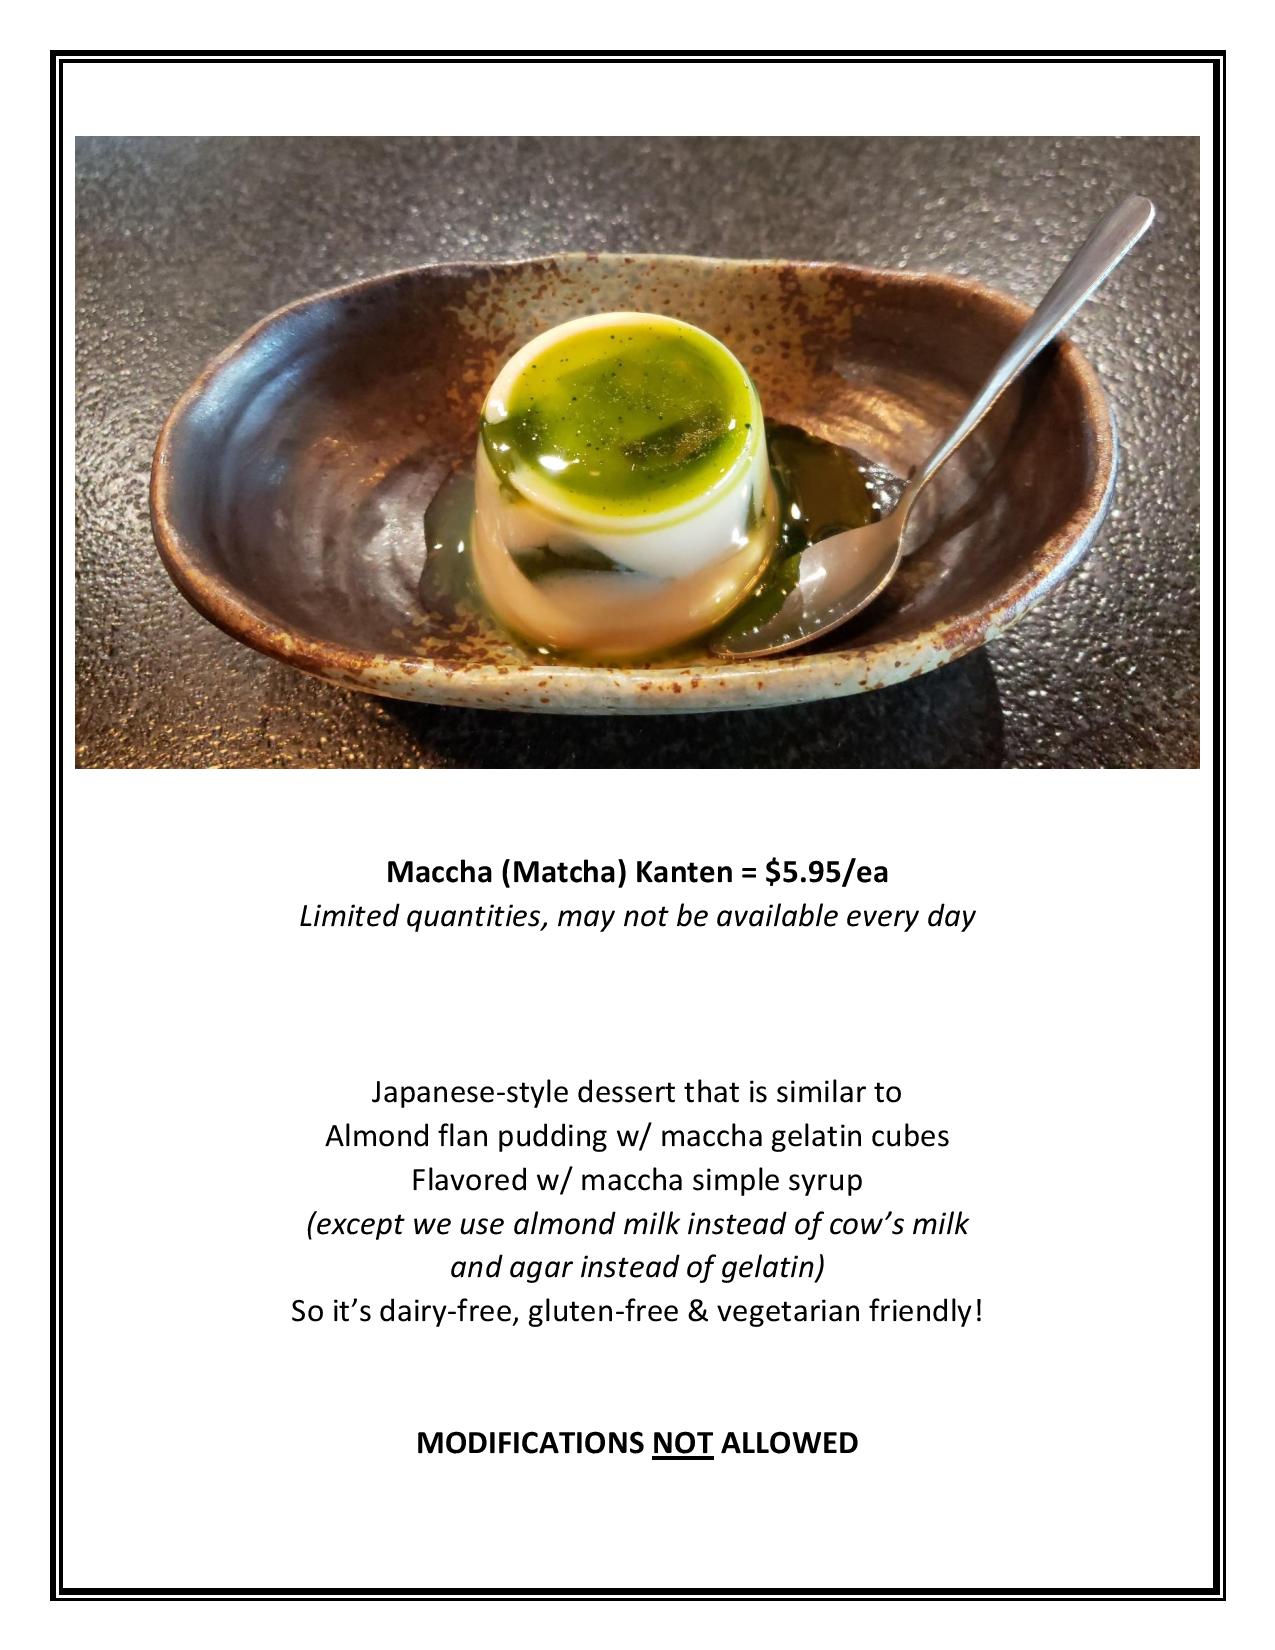 Maccha (Matcha) Kanten = $5.95/ea
Limited quantities, may not be available every day
Japanese-style dessert that is similar to
Almond flan pudding w/ maccha gelatin cubes
Flavored w/ maccha simple syrup
(except we use almond milk instead of cow’s milk
and agar instead of gelatin)
So it’s dairy-free, gluten-free & vegetarian friendly!
MODIFICATIONS NOT ALLOWED